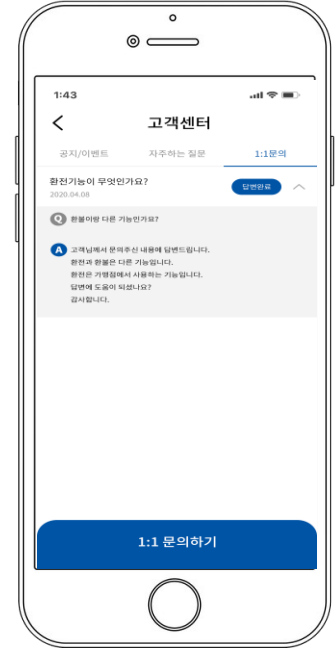 1:43
고객센터
공지/이벤트 자주하는 질문 1:1문의
환전기능이 무엇인가요?
2020.04.08
답변완료
Q 환불이랑 다른 기능인가요?
A 고객님께서 문의주신 내용에 답변드립니다.
환전과 환불은 다른 기능입니다.
환전은 가맹점에서 사용하는 기능입니다.
답변에 도움이 되셨나요?
감사합니다.
1:1 문의하기